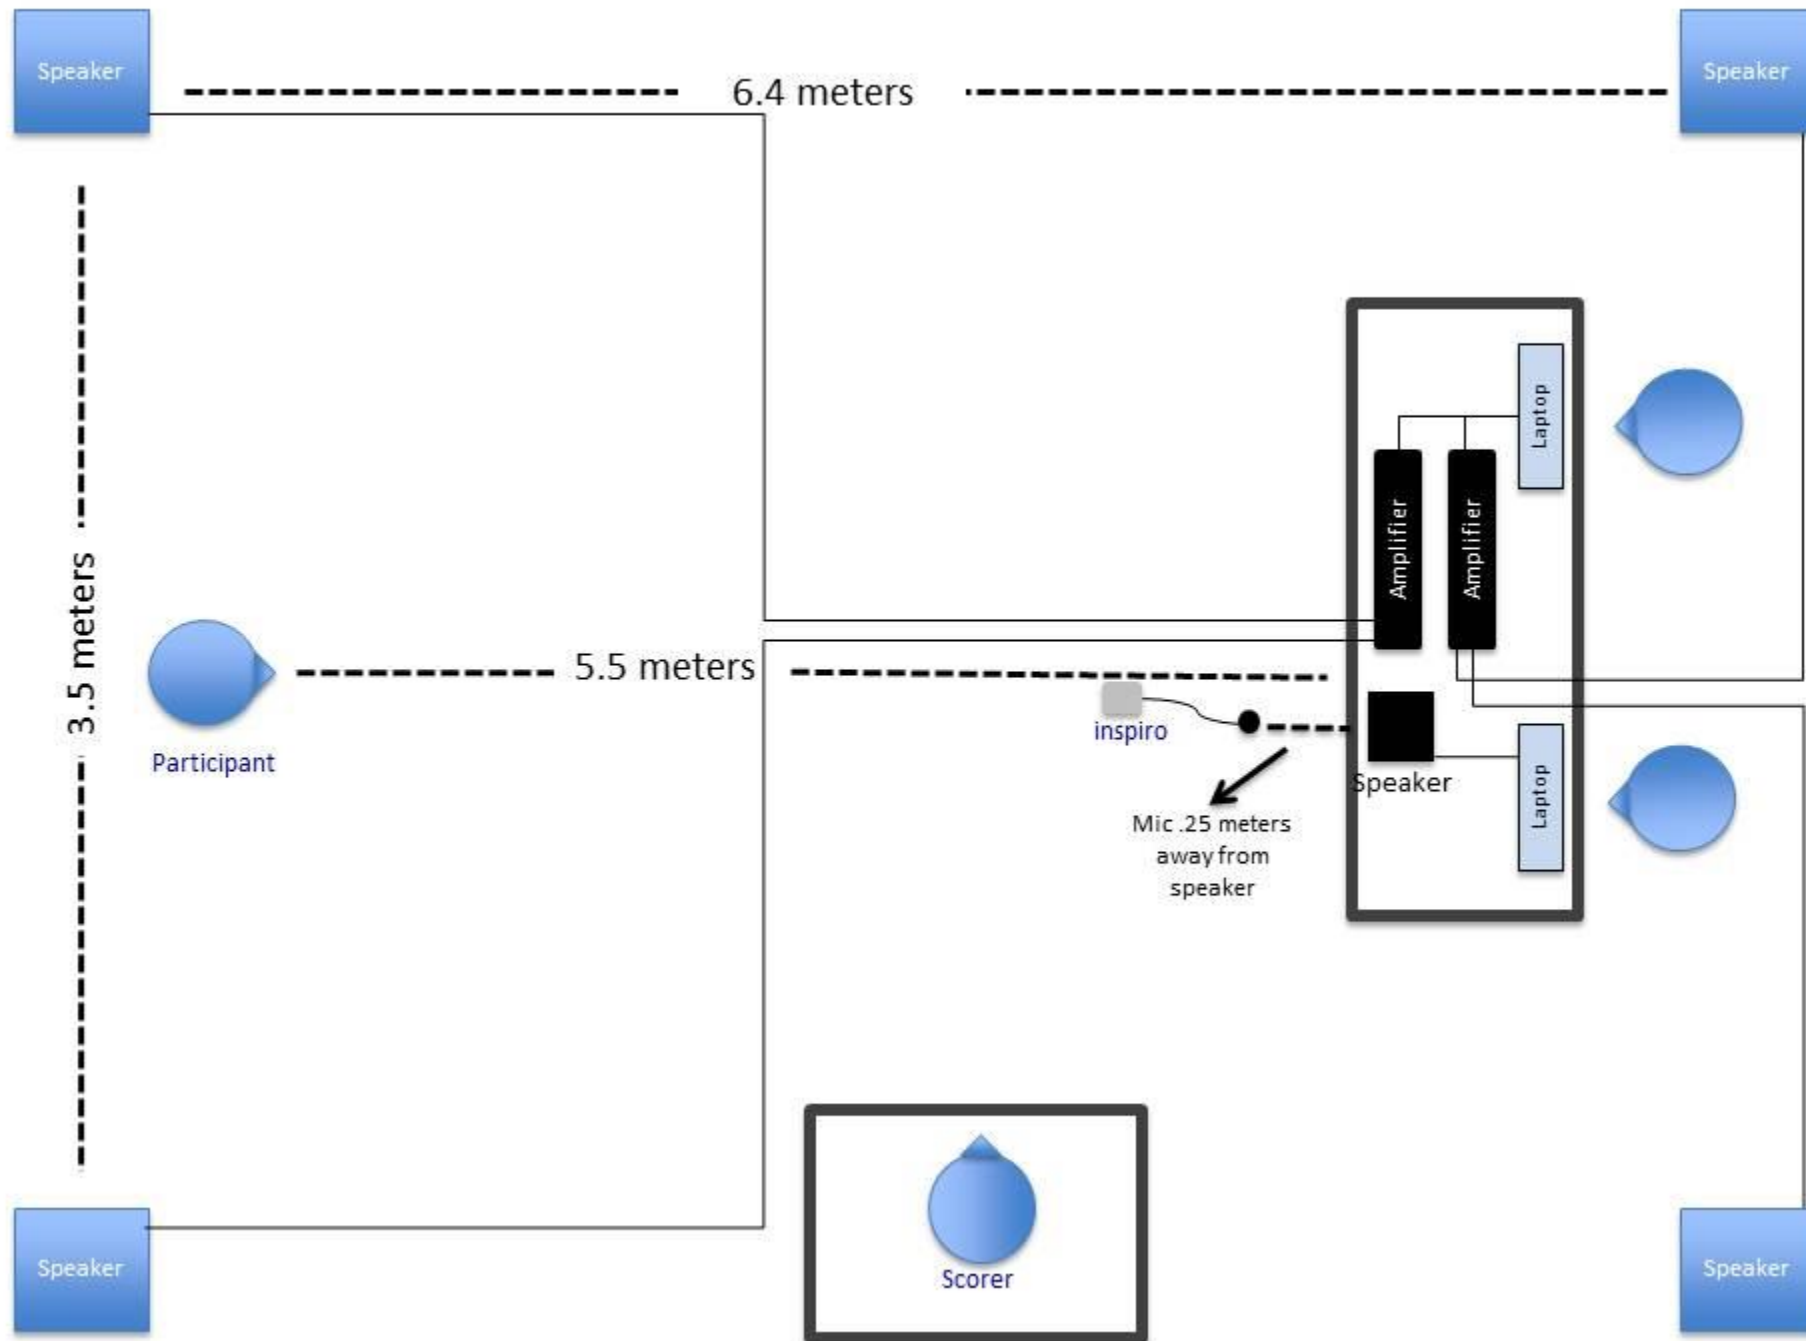 Speaker
6.4 meters
Speaker
3.5 meters
Laptop
Amplifier
Amplifier
5.5 meters
Participant
inspiro
Speaker
Laptop
Mic .25 meters
away from
speaker
Speaker
Scorer
Speaker